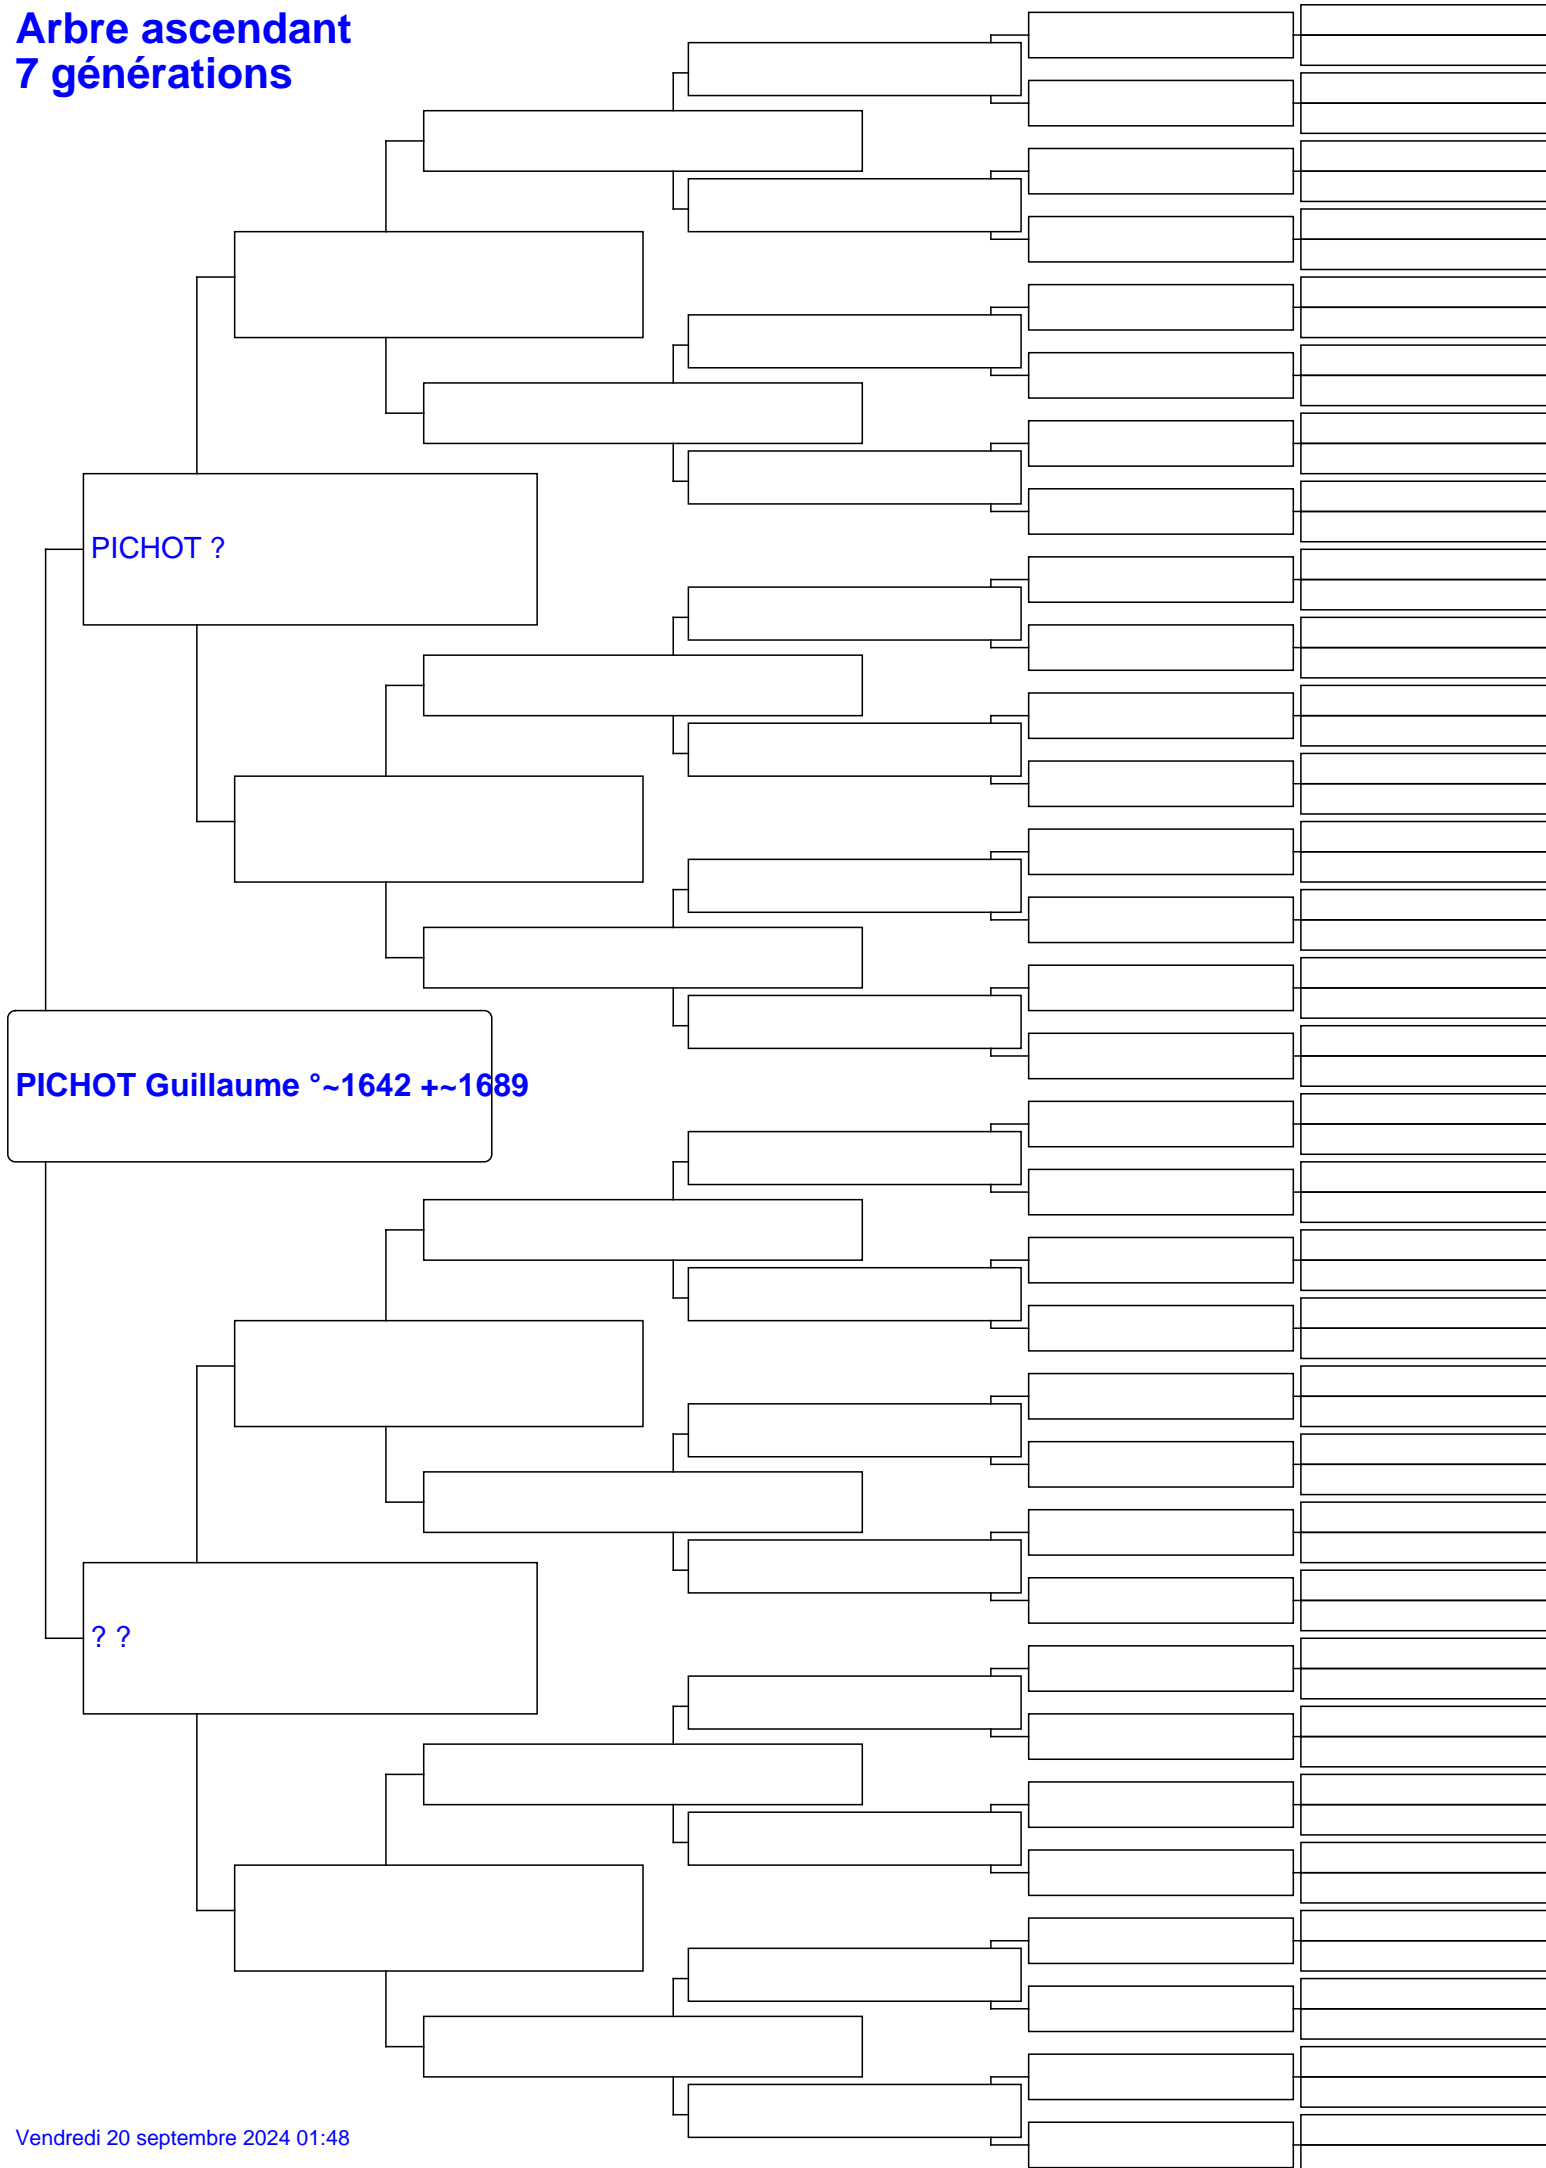 Arbre ascendant
7 générations
PICHOT ?
PICHOT Guillaume °~1642 +~1689
? ?
Vendredi 20 septembre 2024 01:48